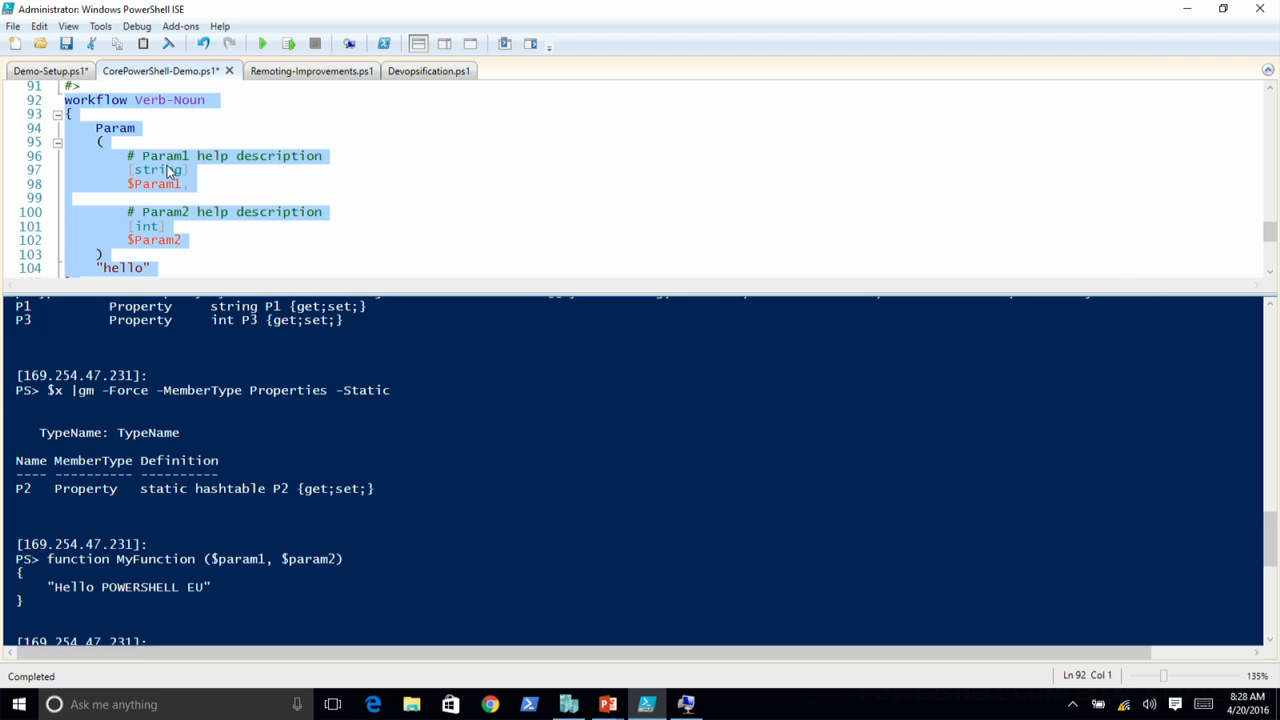 Administrator: Windows PowerShell ISE
File Edit View Tools Debug Add-ons Help
Demo-Setup.ps1* CorePowerShell-Demo.ps1* Remoting-Improvements.ps1 Devopsification.ps1
91 #>
92 workflow Verb-Noun
93 {
94 Param
95 (
96 # Param1 help description
97 [string]
98 $Param1,
99
100 # Param2 help description
101 [int]
102 $Param2
103 )
104 "hello"
P1 Property string P1 {get;set;}
P3 Property int P3 {get;set;}
[169.254.47.231]:
PS> $x |gm -Force -MemberType Properties -Static
TypeName: TypeName
Name MemberType Definition
---- ---------- ----------
P2 Property static hashtable P2 {get;set;}
[169.254.47.231]:
PS> function MyFunction ($param1, $param2)
{
"Hello POWERSHELL EU"
}
[169.254.47.231]:
Completed Ln 92 Col 1 135%
Ask me anything
8:28 AM
4/20/2016